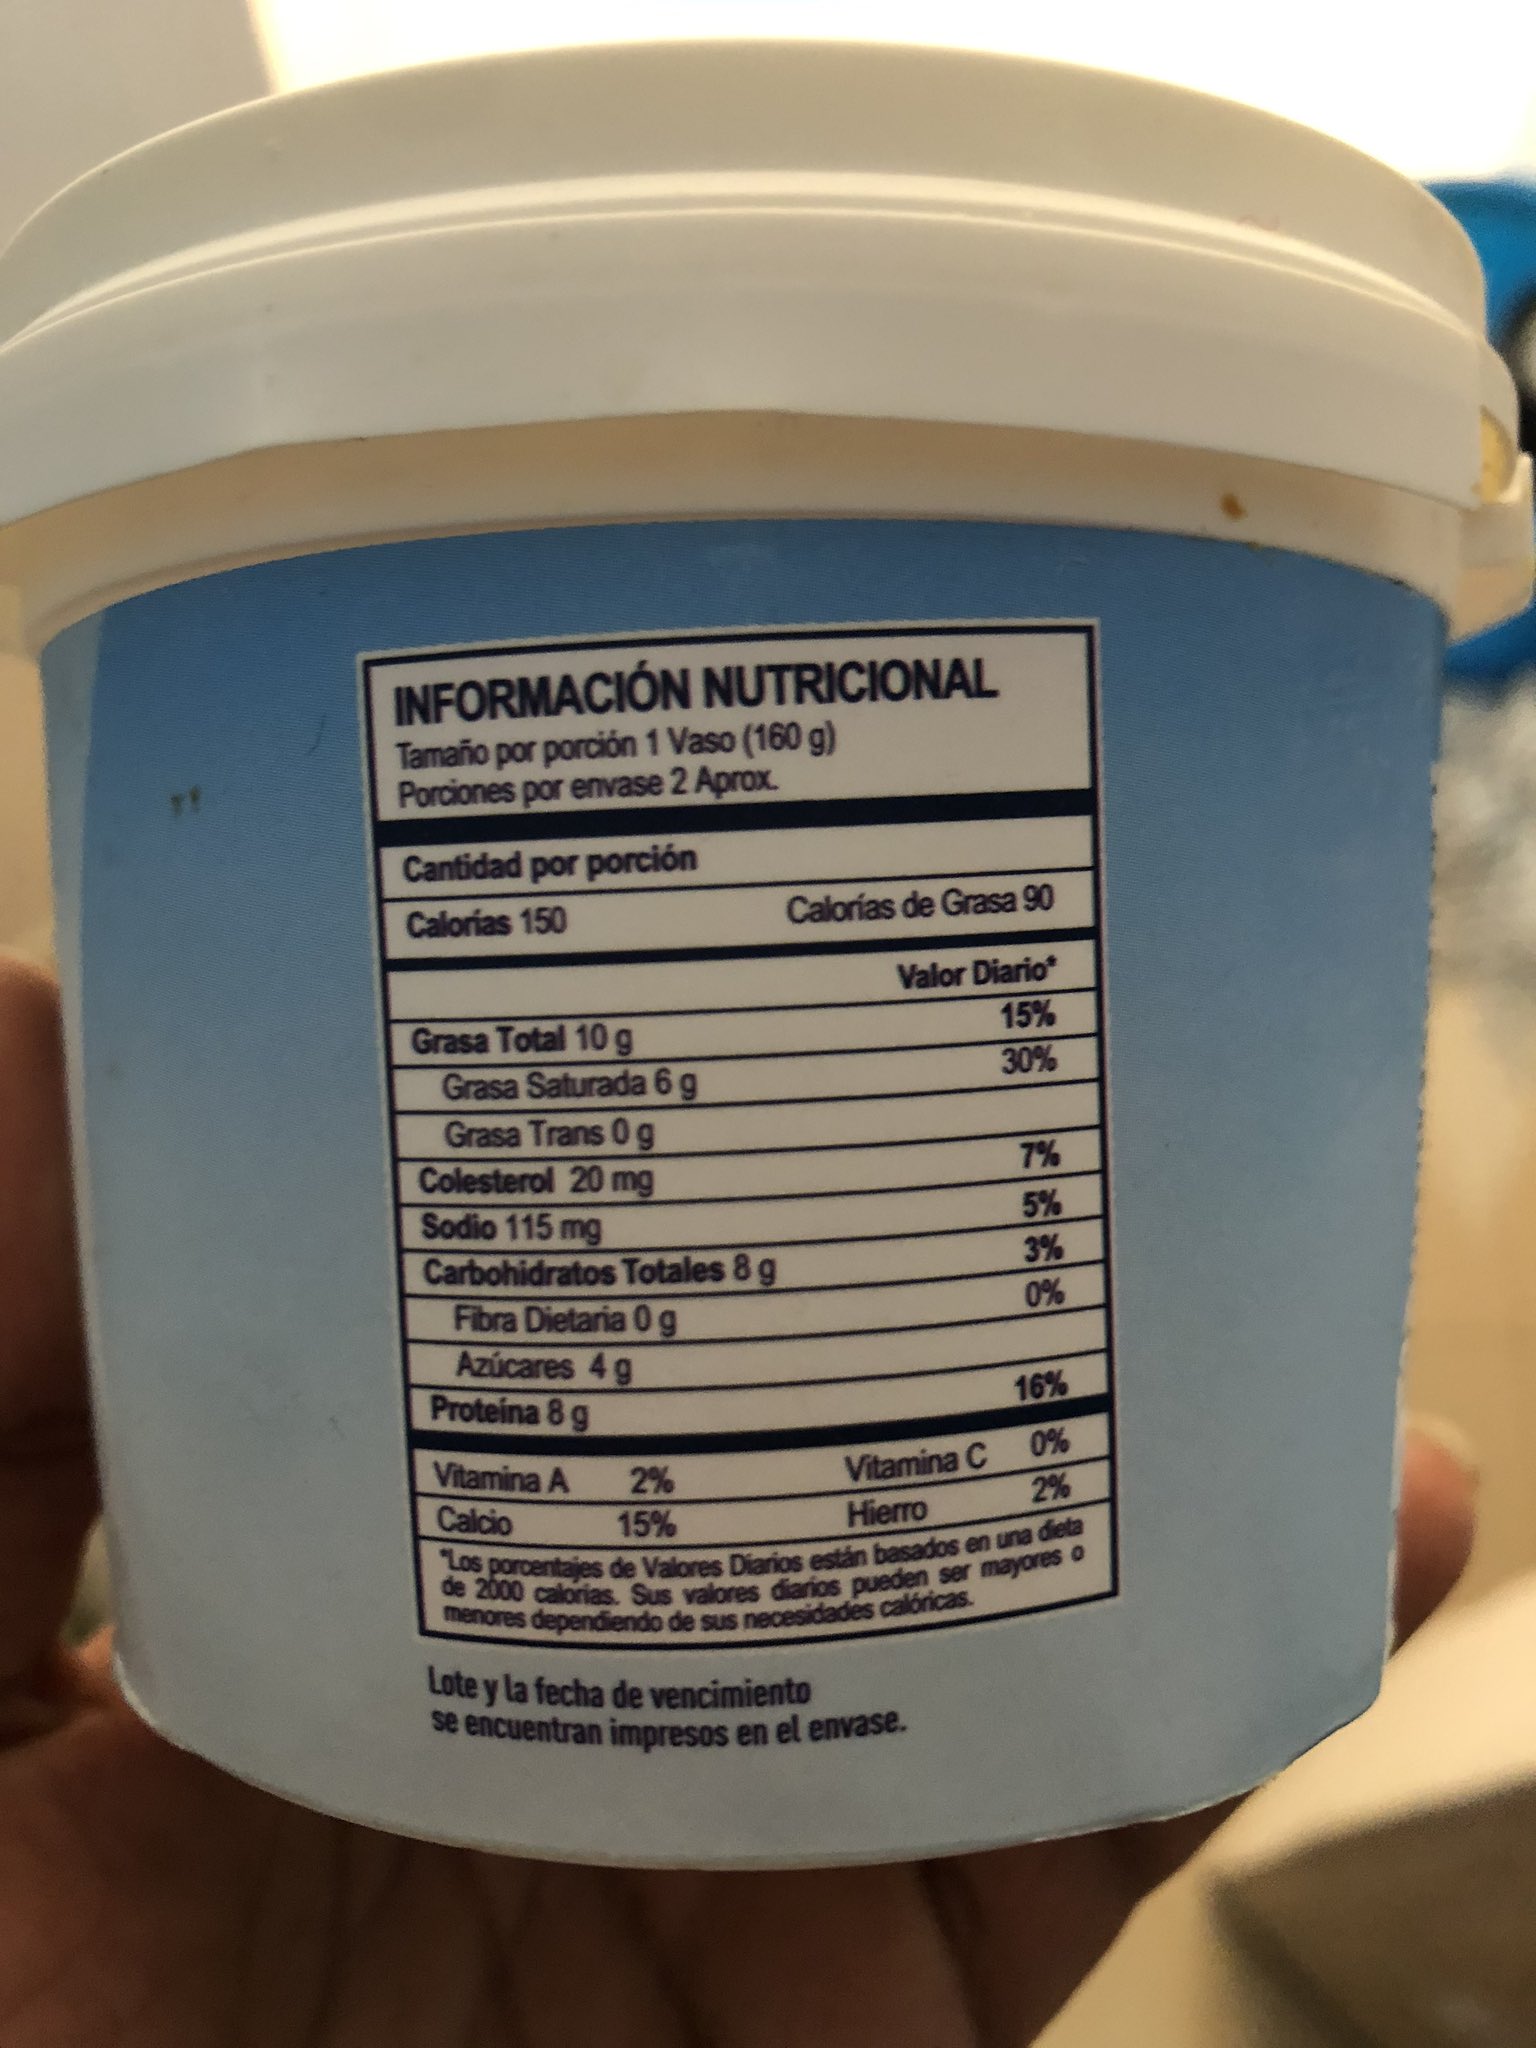 INFORMACIÓN NUTRICIONAL
Tamaño por porción 1 Vaso (160 g)
Porciones por envase 2 Aprox.
Cantidad por porción
Calorías 150 Calorías de Grasa 90
Valor Diario*
Grasa Total 10 g 15%
Grasa Saturada 6 g 30%
Grasa Trans 0 g
Colesterol 20 mg 7%
Sodio 115 mg 5%
Carbohidratos Totales 8 g 3%
Fibra Dietaria 0 g 0%
Azúcares 4 g
Proteína 8 g 16%
Vitamina A 2% Vitamina C 0%
Calcio 15% Hierro 2%
*Los porcentajes de Valores Diarios están basados en una dieta
de 2000 calorías. Sus valores diarios pueden ser mayores o
menores dependiendo de sus necesidades calóricas.
Lote y la fecha de vencimiento
se encuentran impresos en el envase.